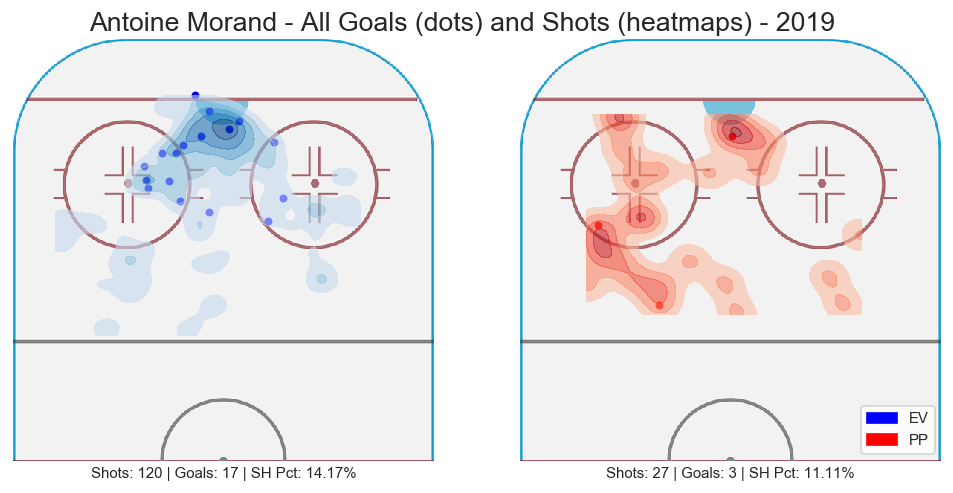 Antoine Morand - All Goals (dots) and Shots (heatmaps) - 2019
EV
PP
Shots: 120 | Goals: 17 | SH Pct: 14.17%
Shots: 27 | Goals: 3 | SH Pct: 11.11%